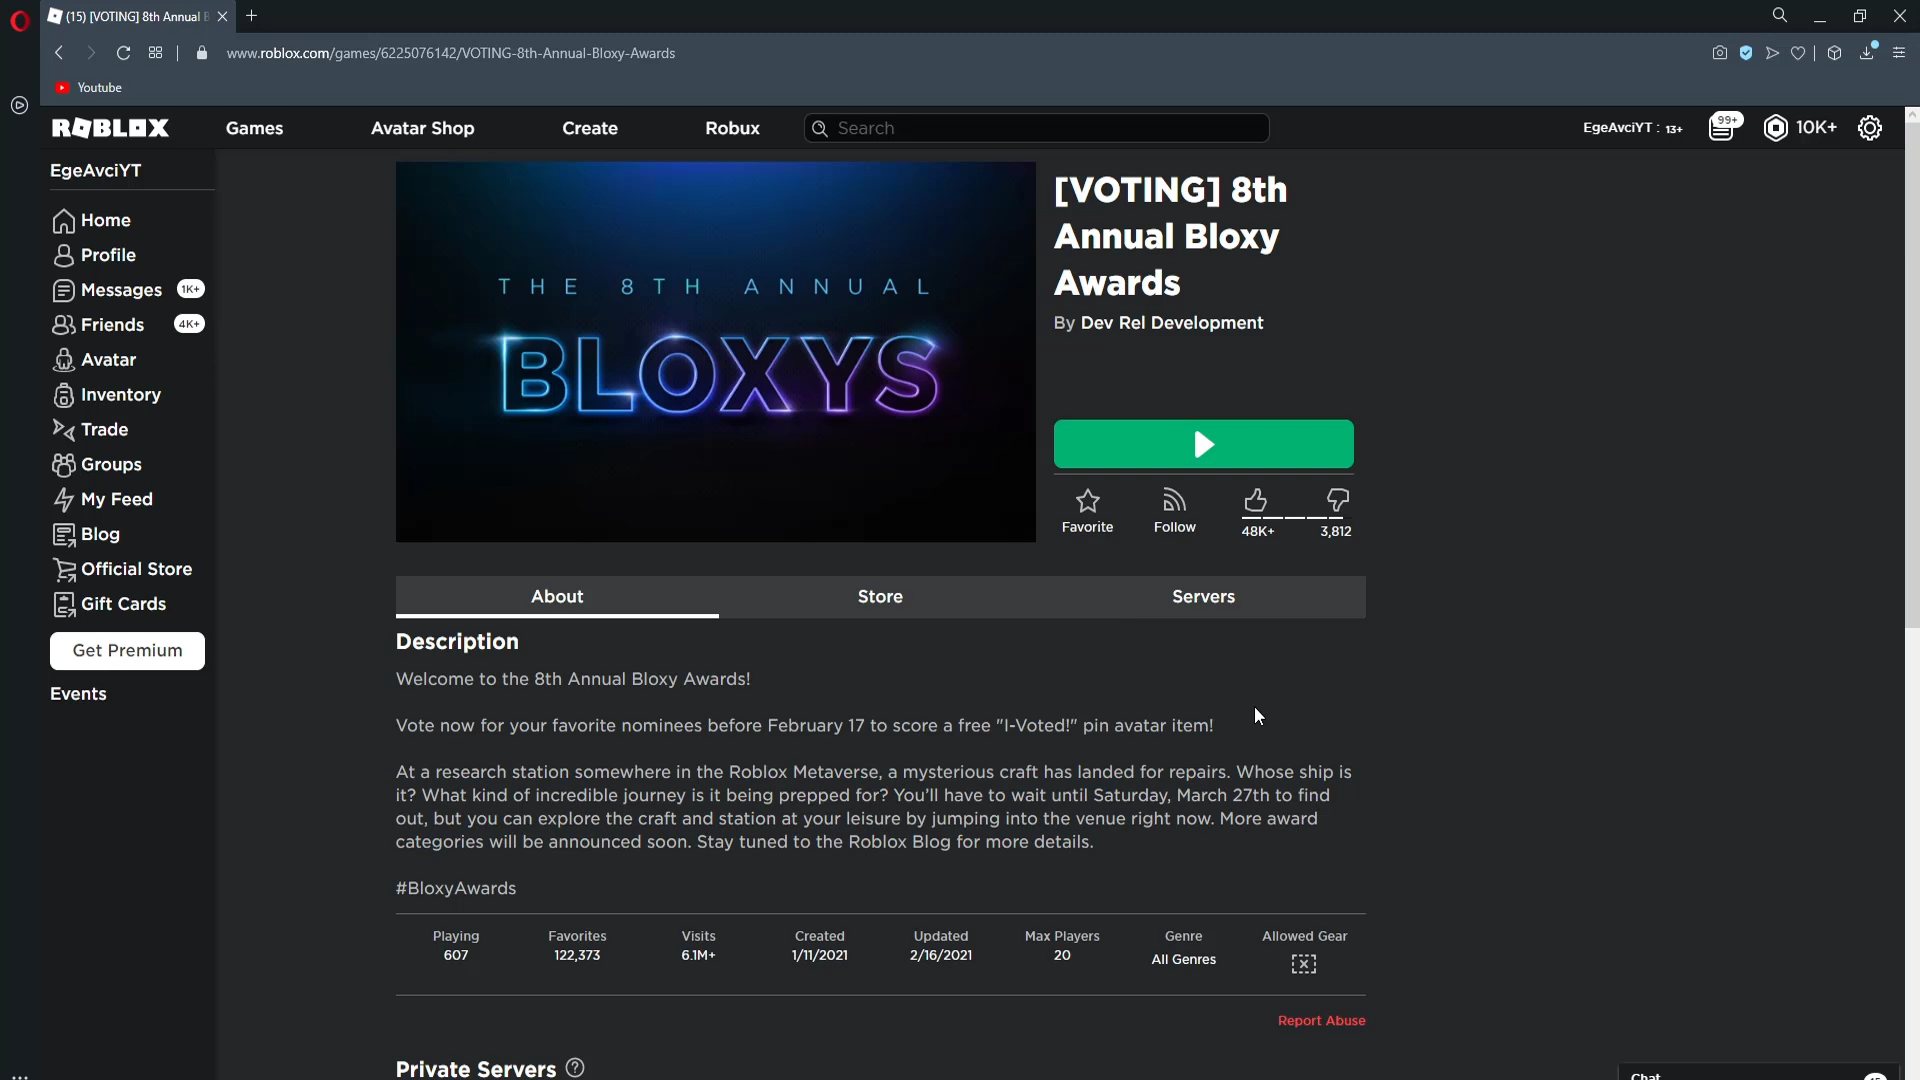 (15) [VOTING] 8th Annual B
www.roblox.com/games/6225076142/VOTING-8th-Annual-Bloxy-Awards
Youtube
ROBLOX
Games
Avatar Shop
Create
Robux
Search
EgeAvciYT : 13+
99+
10K+
EgeAvciYT
Home
Profile
Messages 1K+
Friends 4K+
Avatar
Inventory
Trade
Groups
My Feed
Blog
Official Store
Gift Cards
Get Premium
Events
THE 8TH ANNUAL
BLOXYS
[VOTING] 8th
Annual Bloxy
Awards
By Dev Rel Development
Favorite
Follow
48K+
3,812
About
Store
Servers
Description
Welcome to the 8th Annual Bloxy Awards!
Vote now for your favorite nominees before February 17 to score a free "I-Voted!" pin avatar item!
At a research station somewhere in the Roblox Metaverse, a mysterious craft has landed for repairs. Whose ship is
it? What kind of incredible journey is it being prepped for? You'll have to wait until Saturday, March 27th to find
out, but you can explore the craft and station at your leisure by jumping into the venue right now. More award
categories will be announced soon. Stay tuned to the Roblox Blog for more details.
#BloxyAwards
Playing Favorites Visits Created Updated Max Players Genre Allowed Gear
607 122,373 6.1M+ 1/11/2021 2/16/2021 20 All Genres
Report Abuse
Private Servers
Chat